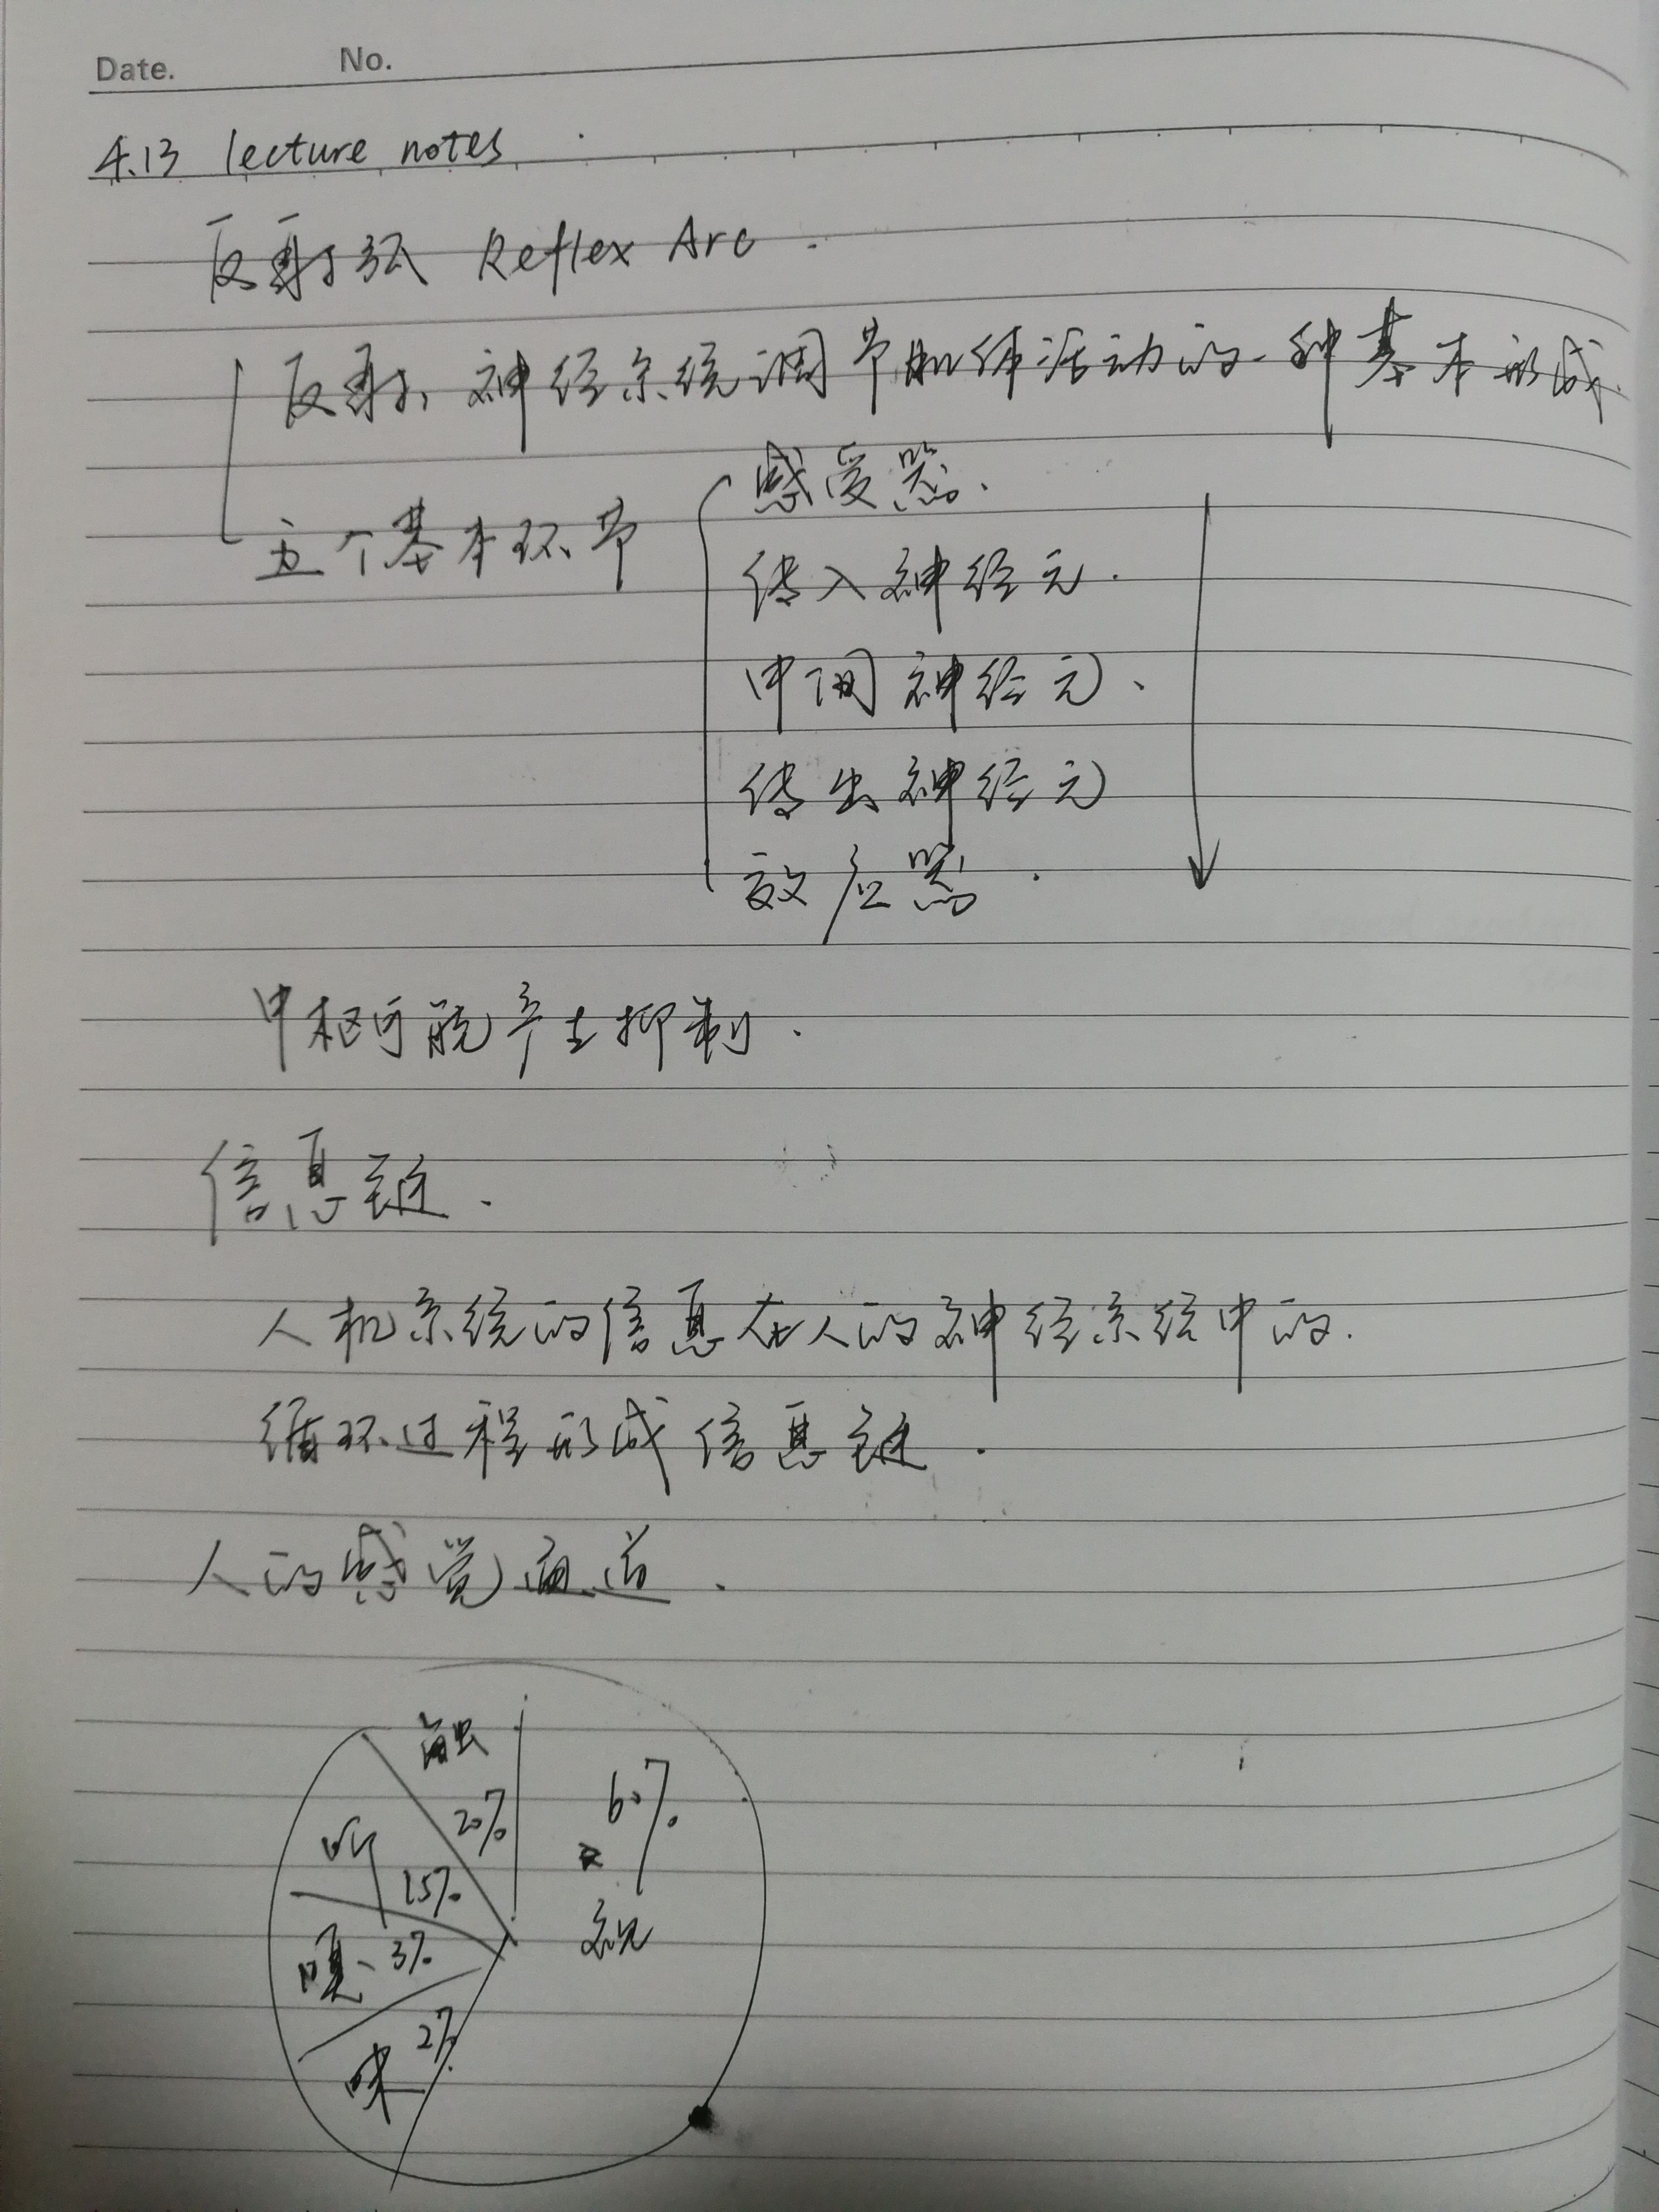 Date. No.
4.13 lecture notes
反射弧 Reflex Arc
反射, 神经系统调节肌体活动的一种基本形成.
五个基本环节
感受器、
传入神经元.
中间神经元、
传出神经元
效应器.
中枢可能产生抑制.
信息链.
人机系统的信息在人的神经系统中的.
循环过程形成信息链.
人的感觉通道.
触
20%
60%
视
听
15%
嗅
3%
味
2%